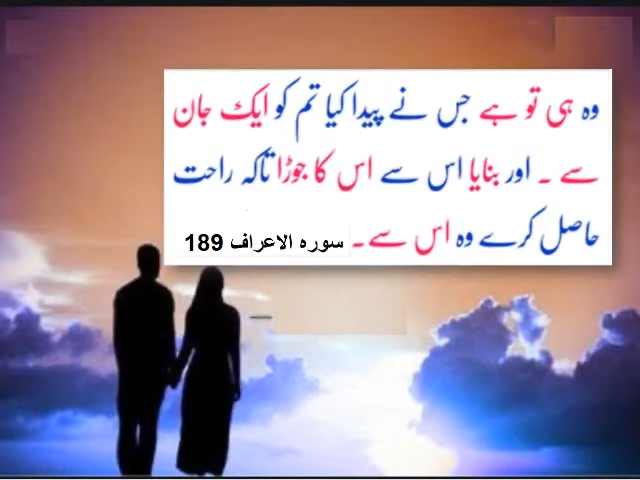 وہ ہی تو ہے جس نے پیدا کیا تم کو ایک جان
سے ۔ اور بنایا اس سے اس کا جوڑا تاکہ راحت
حاصل کرے وہ اس سے۔ سورہ الاعراف 189